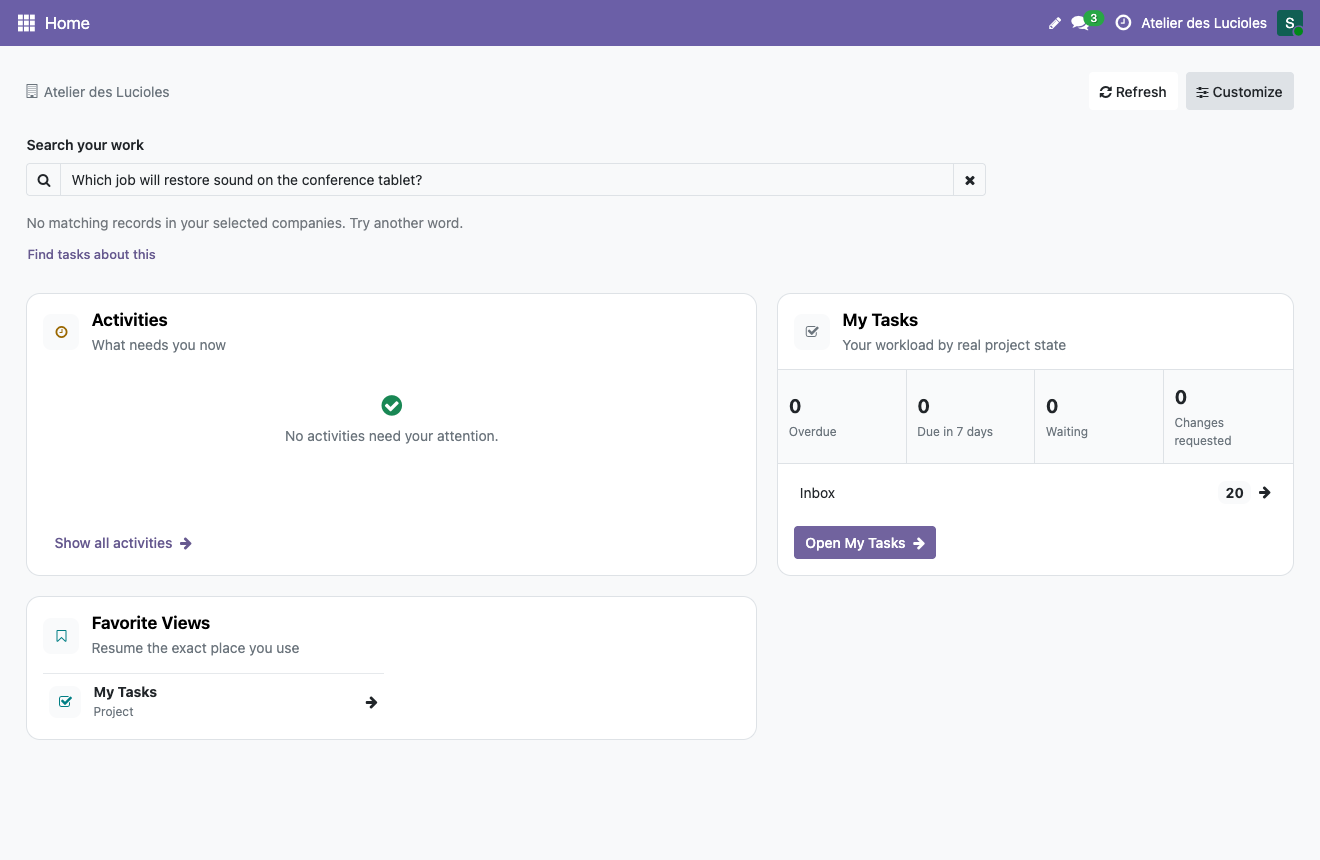 Home
3
Atelier des Lucioles
S
Atelier des Lucioles
Refresh
Customize
Search your work
Which job will restore sound on the conference tablet?
No matching records in your selected companies. Try another word.
Find tasks about this
Activities
What needs you now
No activities need your attention.
Show all activities
My Tasks
Your workload by real project state
0
Overdue
0
Due in 7 days
0
Waiting
0
Changes
requested
Inbox
20
Open My Tasks
Favorite Views
Resume the exact place you use
My Tasks
Project